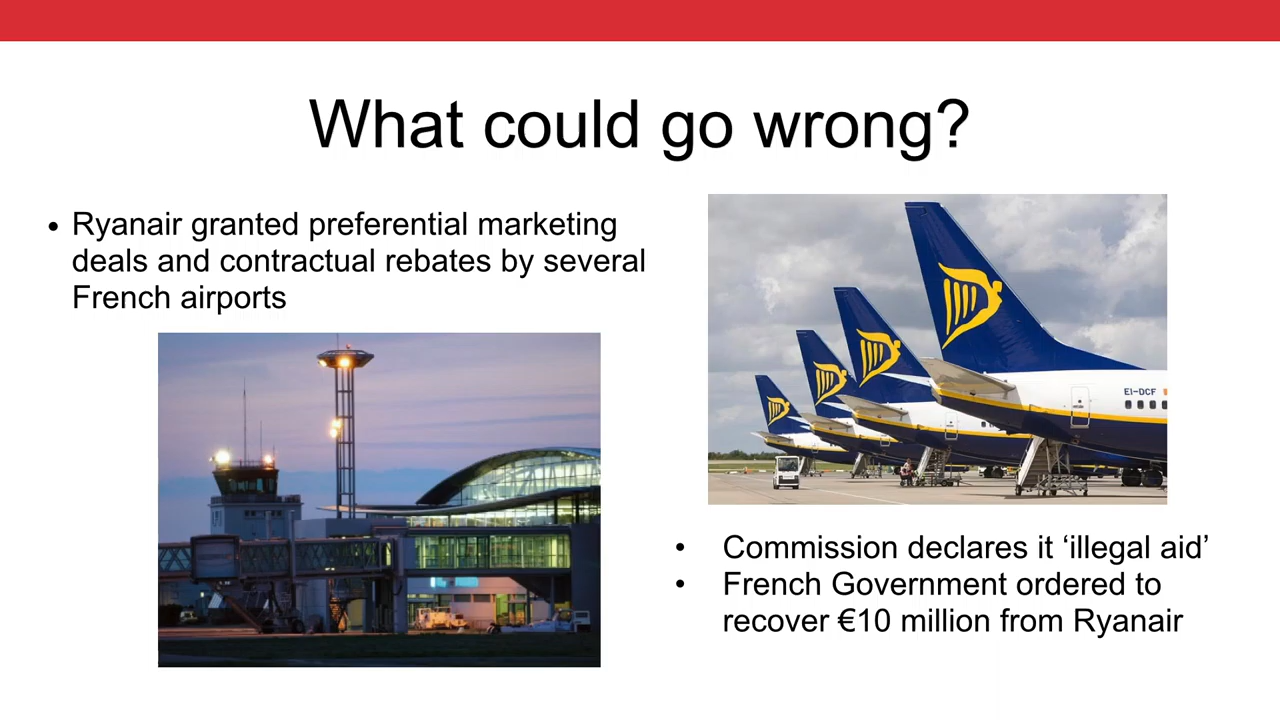 What could go wrong?
• Ryanair granted preferential marketing
deals and contractual rebates by several
French airports
EI-DCF
• Commission declares it ‘illegal aid’
• French Government ordered to
recover €10 million from Ryanair